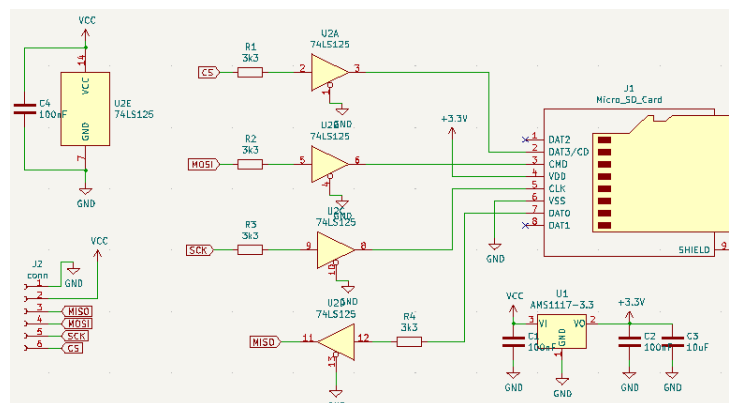 VCC
14
VCC
C4
100nF
U2E
74LS125
GND
7
GND
CS
R1
3k3
U2A
74LS125
2
3
1
GND
MOSI
R2
3k3
U2B
74LS125
5
6
4
GND
SCK
R3
3k3
U2C
74LS125
9
8
10
GND
U2D
74LS125
MISO
11
12
13
GND
R4
3k3
+3.3V
GND
J1
Micro_SD_Card
1
DAT2
2
DAT3/CD
3
CMD
4
VDD
5
CLK
6
VSS
7
DAT0
8
DAT1
SHIELD
9
J2
conn
VCC
GND
1
2
3
MISO
4
MOSI
5
SCK
6
CS
VCC
U1
AMS1117-3.3
+3.3V
3
VI
VO
2
GND
1
C1
100nF
C2
100nF
C3
10uF
GND
GND
GND
GND